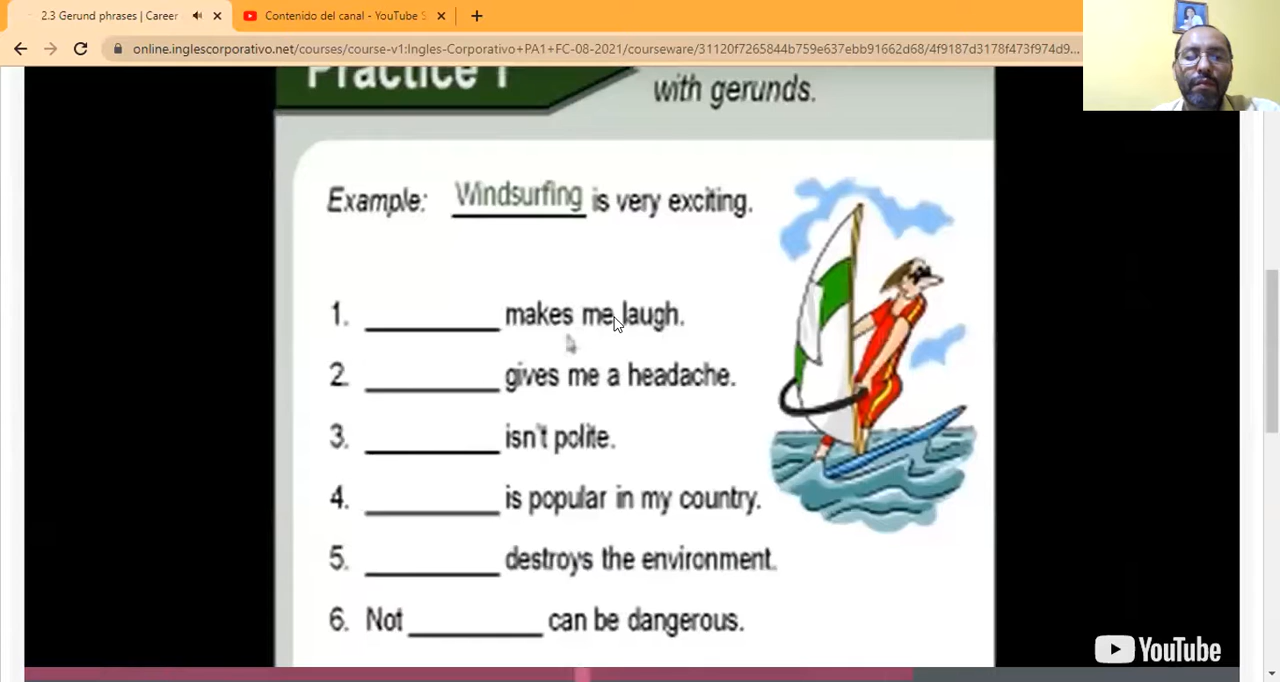 2.3 Gerund phrases | Career
Contenido del canal - YouTube S
online.inglescorporativo.net/courses/course-v1:Ingles-Corporativo+PA1+FC-08-2021/courseware/31120f7265844b759e637ebb91662d68/4f9187d3178f473f974d9...
Practice 1
with gerunds.
Example: Windsurfing is very exciting.
1. __________ makes me laugh.
2. __________ gives me a headache.
3. __________ isn't polite.
4. __________ is popular in my country.
5. __________ destroys the environment.
6. Not __________ can be dangerous.
YouTube